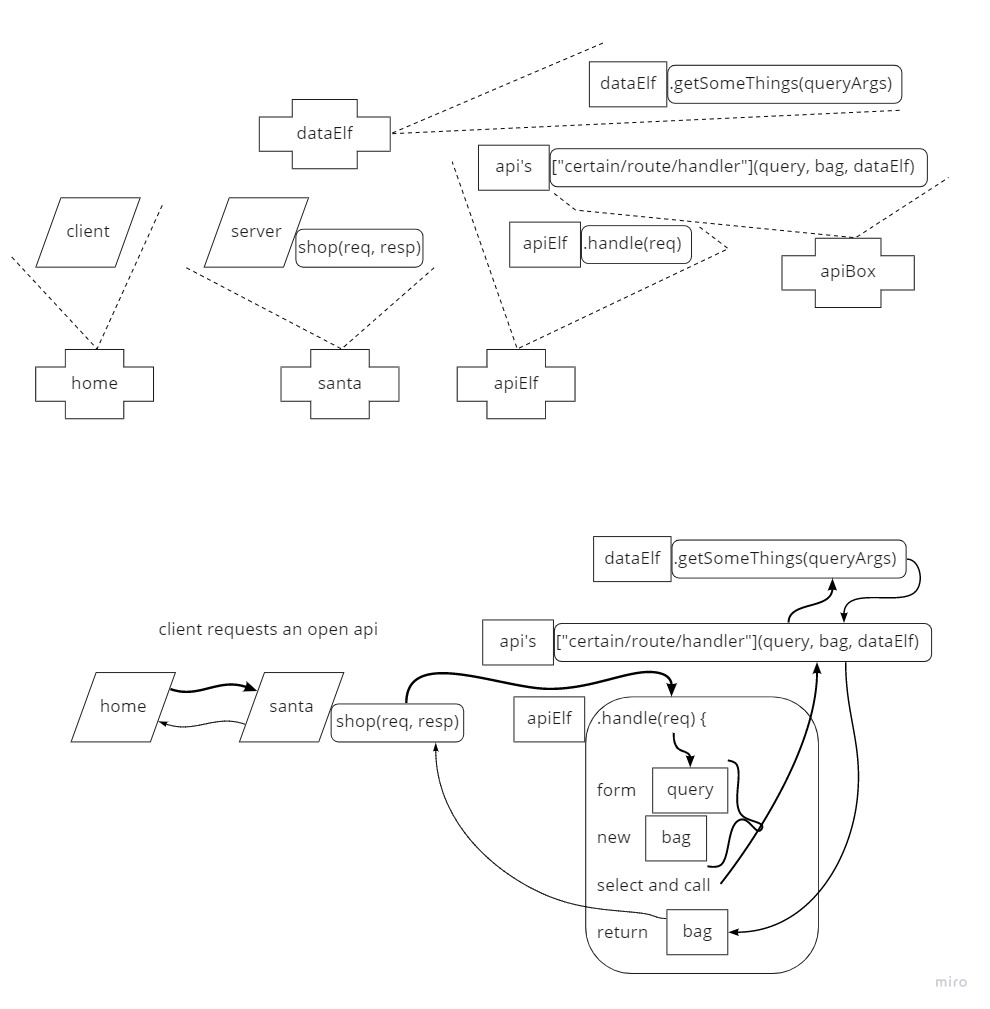 dataElf .getSomeThings(queryArgs)
dataElf
api's ["certain/route/handler"](query, bag, dataElf)
client
server
shop(req, resp)
apiElf .handle(req)
apiBox
home
santa
apiElf
dataElf .getSomeThings(queryArgs)
client requests an open api
api's ["certain/route/handler"](query, bag, dataElf)
home
santa
shop(req, resp)
apiElf .handle(req) {
form query
new bag
select and call
return bag
miro